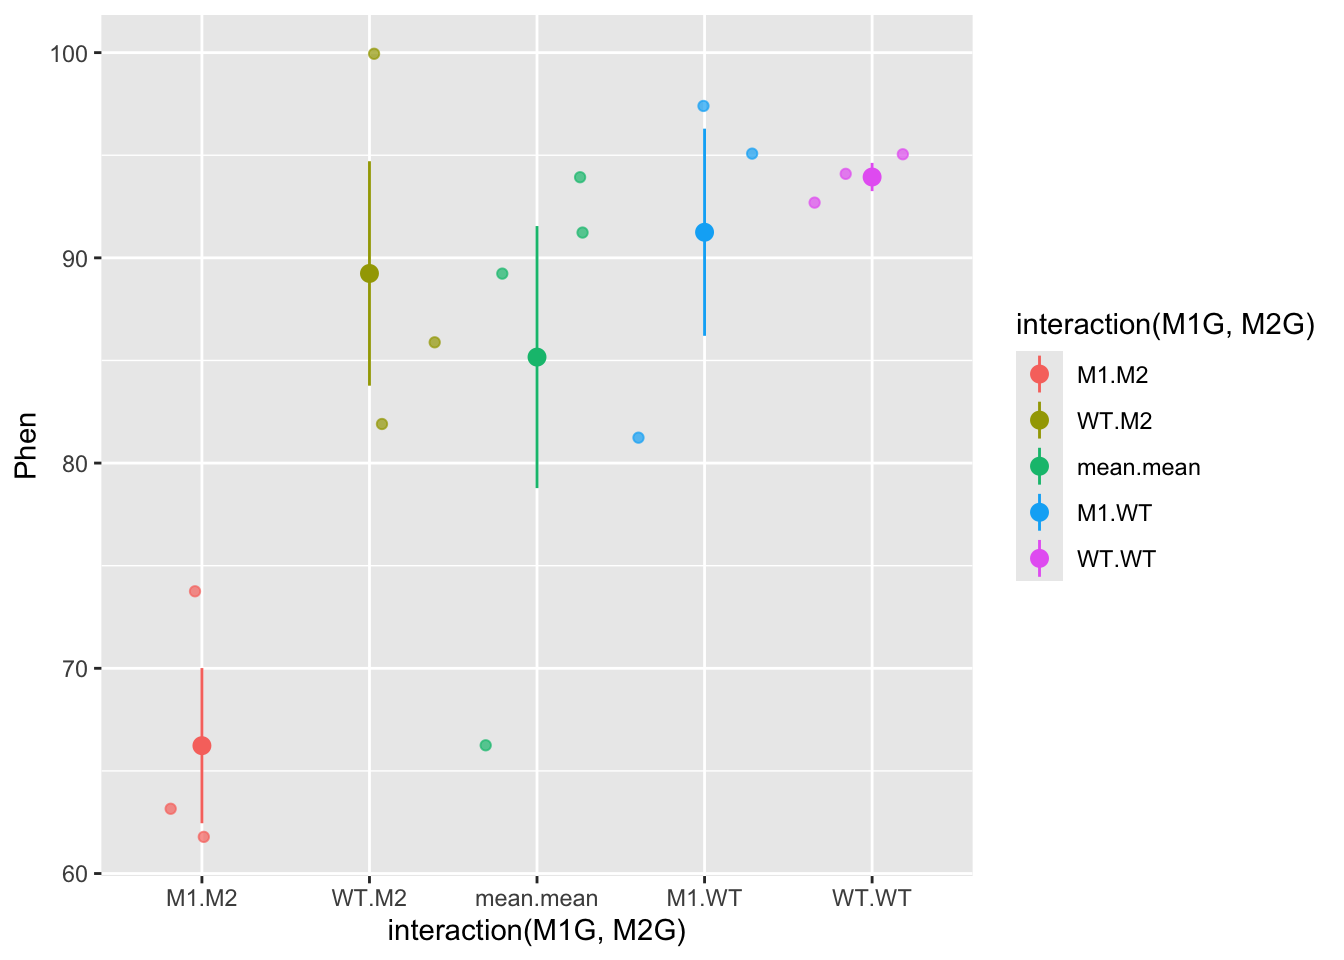 100
90
80
70
60
Phen
M1.M2
WT.M2
mean.mean
M1.WT
WT.WT
interaction(M1G, M2G)
interaction(M1G, M2G)
M1.M2
WT.M2
mean.mean
M1.WT
WT.WT